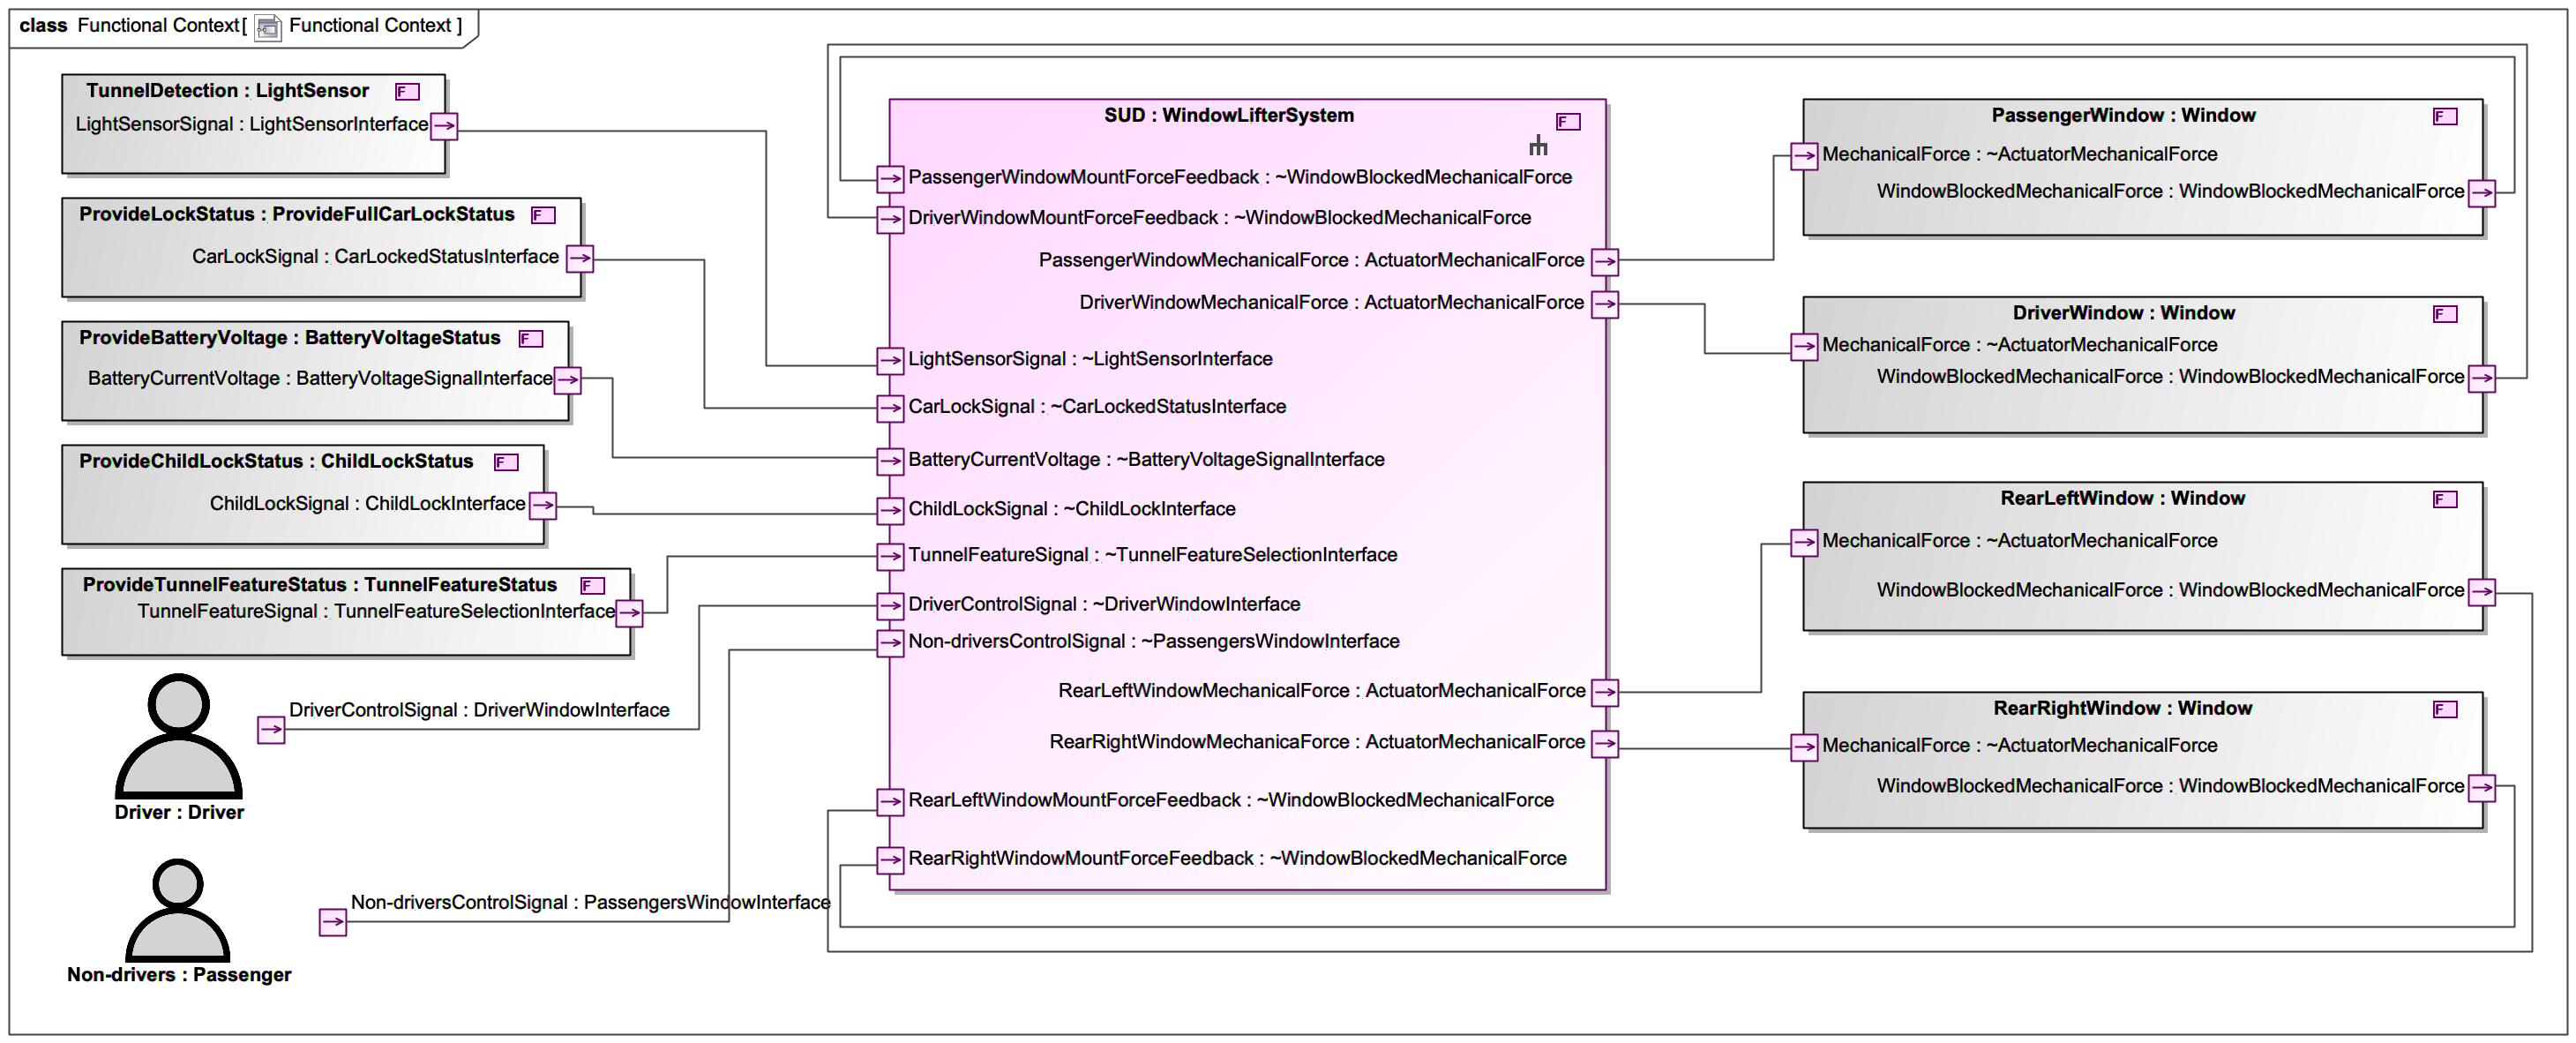 class Functional Context[ Functional Context ]
TunnelDetection : LightSensor F
LightSensorSignal : LightSensorInterface
ProvideLockStatus : ProvideFullCarLockStatus F
CarLockSignal : CarLockedStatusInterface
ProvideBatteryVoltage : BatteryVoltageStatus F
BatteryCurrentVoltage : BatteryVoltageSignalInterface
ProvideChildLockStatus : ChildLockStatus F
ChildLockSignal : ChildLockInterface
ProvideTunnelFeatureStatus : TunnelFeatureStatus F
TunnelFeatureSignal : TunnelFeatureSelectionInterface
DriverControlSignal : DriverWindowInterface
Driver : Driver
Non-driversControlSignal : PassengersWindowInterface
Non-drivers : Passenger
SUD : WindowLifterSystem F
PassengerWindowMountForceFeedback : ~WindowBlockedMechanicalForce
DriverWindowMountForceFeedback : ~WindowBlockedMechanicalForce
PassengerWindowMechanicalForce : ActuatorMechanicalForce
DriverWindowMechanicalForce : ActuatorMechanicalForce
LightSensorSignal : ~LightSensorInterface
CarLockSignal : ~CarLockedStatusInterface
BatteryCurrentVoltage : ~BatteryVoltageSignalInterface
ChildLockSignal : ~ChildLockInterface
TunnelFeatureSignal : ~TunnelFeatureSelectionInterface
DriverControlSignal : ~DriverWindowInterface
Non-driversControlSignal : ~PassengersWindowInterface
RearLeftWindowMechanicalForce : ActuatorMechanicalForce
RearRightWindowMechanicaForce : ActuatorMechanicalForce
RearLeftWindowMountForceFeedback : ~WindowBlockedMechanicalForce
RearRightWindowMountForceFeedback : ~WindowBlockedMechanicalForce
PassengerWindow : Window F
MechanicalForce : ~ActuatorMechanicalForce
WindowBlockedMechanicalForce : WindowBlockedMechanicalForce
DriverWindow : Window F
MechanicalForce : ~ActuatorMechanicalForce
WindowBlockedMechanicalForce : WindowBlockedMechanicalForce
RearLeftWindow : Window F
MechanicalForce : ~ActuatorMechanicalForce
WindowBlockedMechanicalForce : WindowBlockedMechanicalForce
RearRightWindow : Window F
MechanicalForce : ~ActuatorMechanicalForce
WindowBlockedMechanicalForce : WindowBlockedMechanicalForce